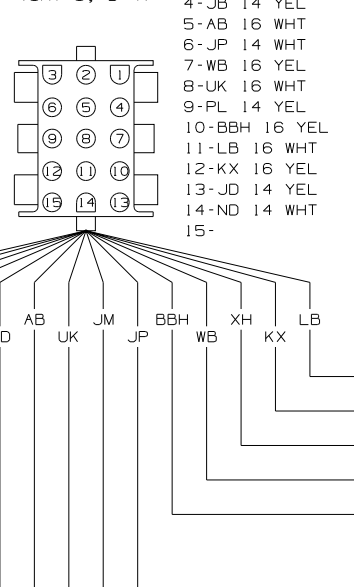 4-JB 14 YEL
5-AB 16 WHT
6-JP 14 WHT
7-WB 16 YEL
8-UK 16 WHT
9-PL 14 YEL
10-BBH 16 YEL
11-LB 16 WHT
12-KX 16 YEL
13-JD 14 YEL
14-ND 14 WHT
15-
3 2 1
6 5 4
9 8 7
12 11 10
15 14 13
AB JM BBH XH LB
D UK JP WB KX